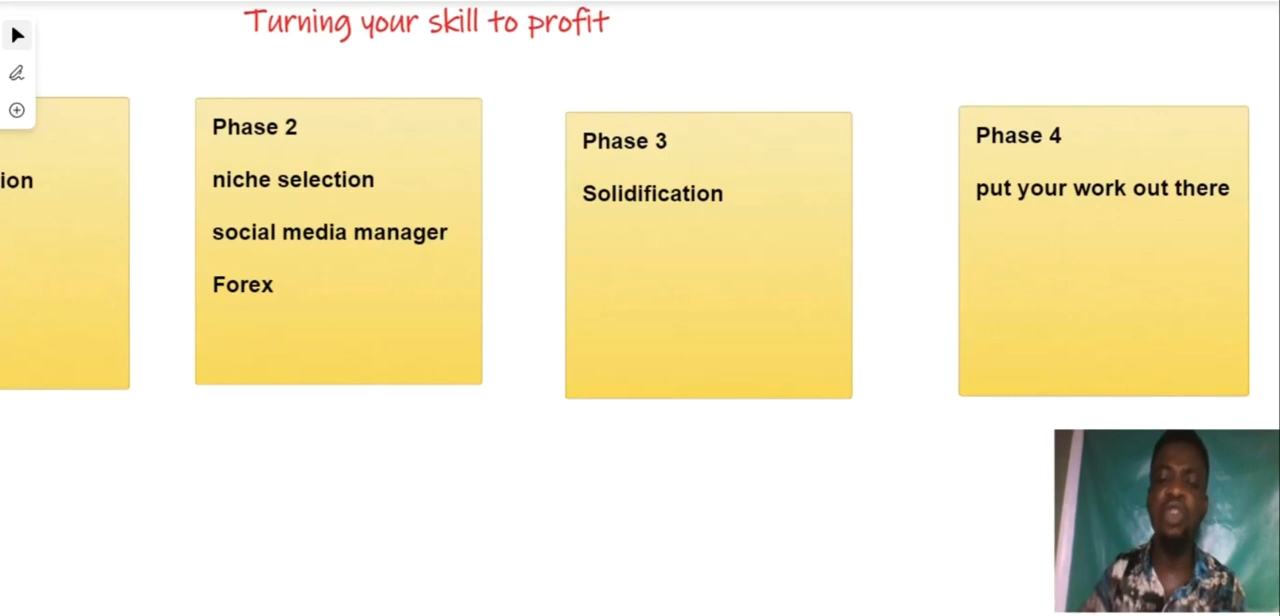 Turning your skill to profit
ion
Phase 2
niche selection
social media manager
Forex
Phase 3
Solidification
Phase 4
put your work out there